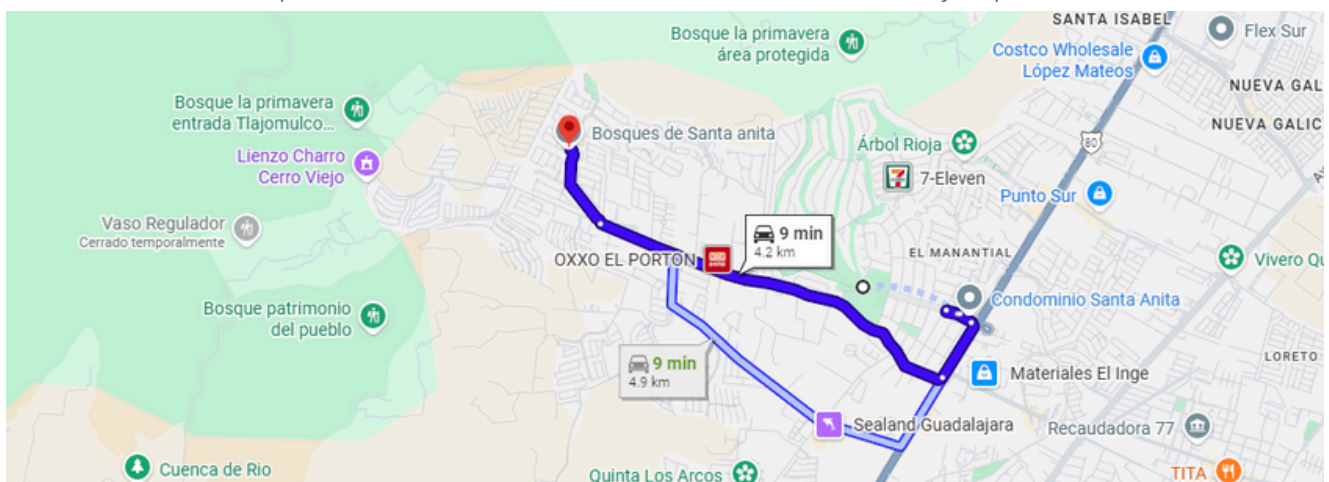 SANTA ISABEL
Flex Sur
Bosque la primavera
área protegida
Costco Wholesale
López Mateos
NUEVA GAL
Bosque la primavera
entrada Tlajomulco...
NUEVA GALIC
Bosques de Santa anita
80
Árbol Rioja
Lienzo Charro
Cerro Viejo
7-Eleven
Punto Sur
Vaso Regulador
Cerrado temporalmente
9 min
4.2 km
OXXO EL PORTON
EL MANANTIAL
Vivero Qu
Bosque patrimonio
del pueblo
Condominio Santa Anita
9 min
4.9 km
LORETO
Materiales El Inge
Sealand Guadalajara
Recaudadora 77
Cuenca de Rio
Quinta Los Arcos
TITA